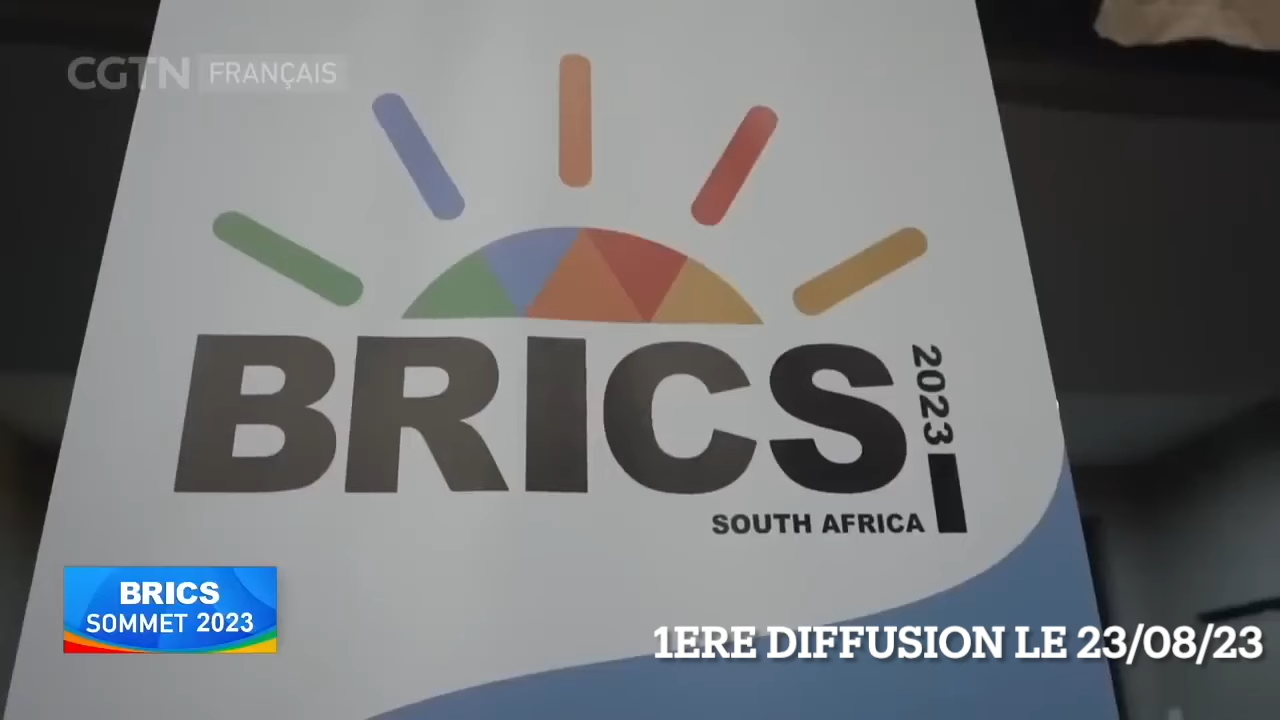 CGTN FRANÇAIS
BRICS
2023
SOUTH AFRICA
BRICS
SOMMET 2023
1ERE DIFFUSION LE 23/08/23